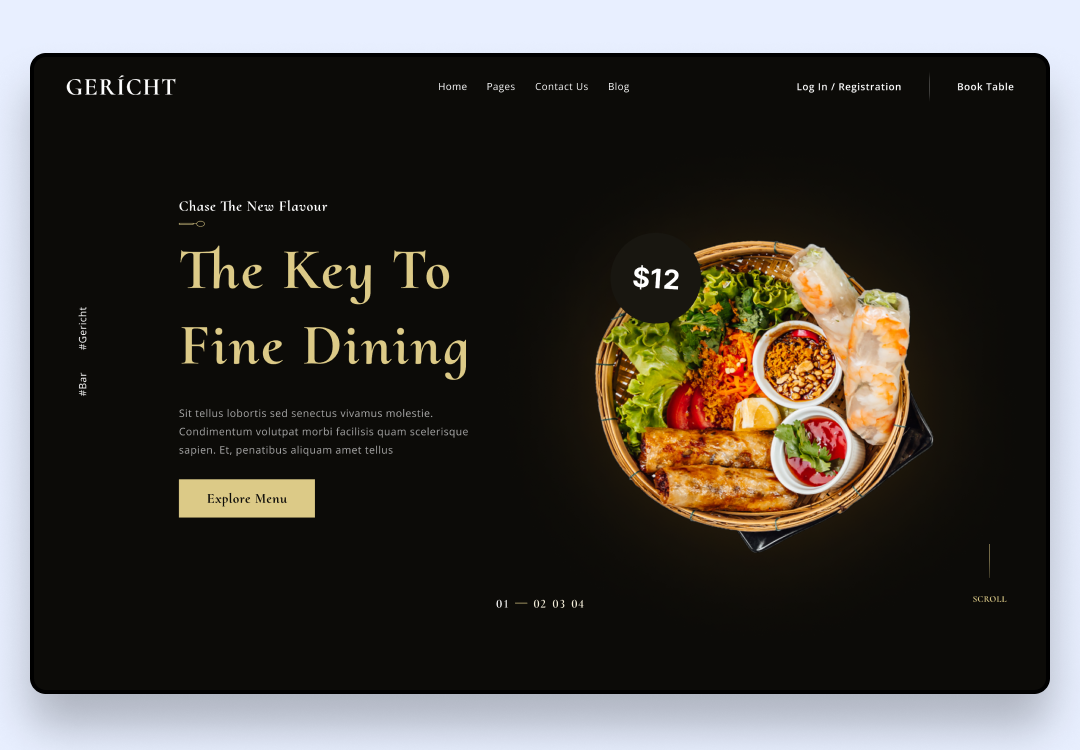 GERÍCHT
Home Pages Contact Us Blog
Log In / Registration
Book Table
Chase The New Flavour
The Key To
Fine Dining
#Gericht
#Bar
Sit tellus lobortis sed senectus vivamus molestie.
Condimentum volutpat morbi facilisis quam scelerisque
sapien. Et, penatibus aliquam amet tellus
Explore Menu
$12
01 — 02 03 04
SCROLL